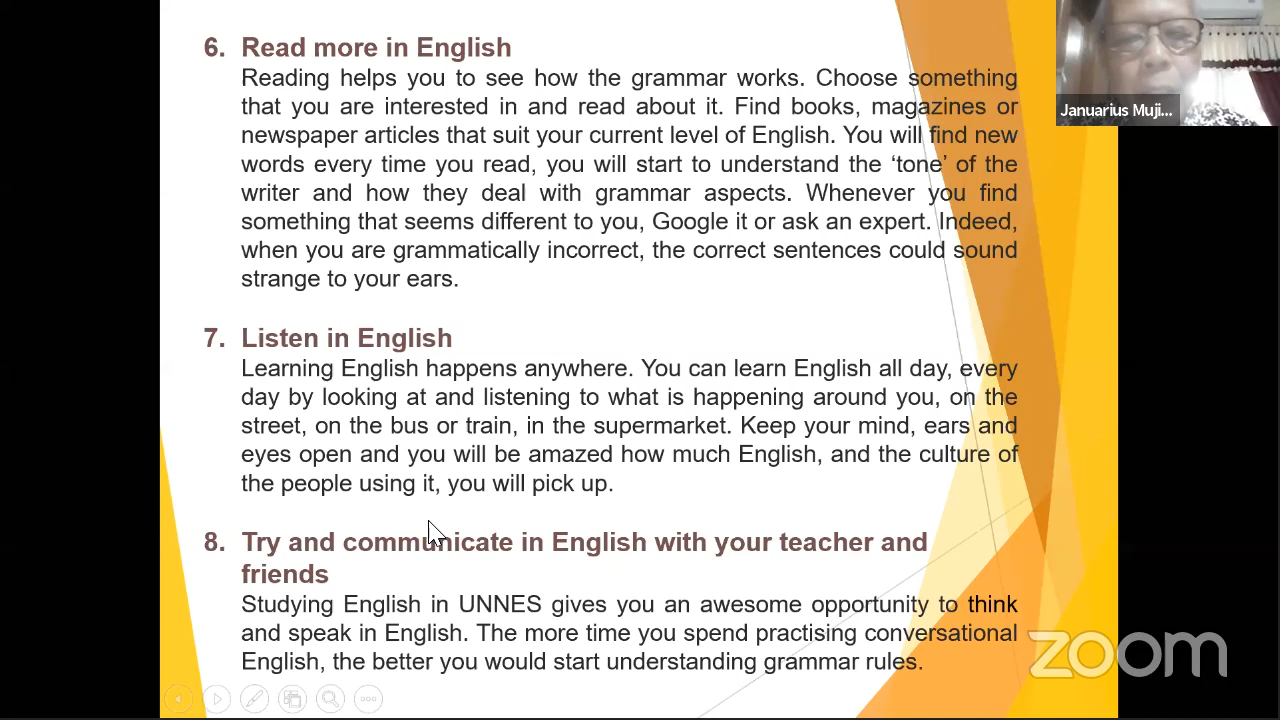 6. Read more in English
Reading helps you to see how the grammar works. Choose something
that you are interested in and read about it. Find books, magazines or
newspaper articles that suit your current level of English. You will find new
words every time you read, you will start to understand the ‘tone’ of the
writer and how they deal with grammar aspects. Whenever you find
something that seems different to you, Google it or ask an expert. Indeed,
when you are grammatically incorrect, the correct sentences could sound
strange to your ears.
7. Listen in English
Learning English happens anywhere. You can learn English all day, every
day by looking at and listening to what is happening around you, on the
street, on the bus or train, in the supermarket. Keep your mind, ears and
eyes open and you will be amazed how much English, and the culture of
the people using it, you will pick up.
8. Try and communicate in English with your teacher and
friends
Studying English in UNNES gives you an awesome opportunity to think
and speak in English. The more time you spend practising conversational
English, the better you would start understanding grammar rules.
Januarius Muji...
zoom